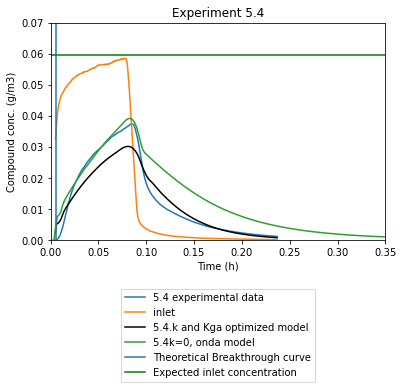 Experiment 5.4
Compound conc. (g/m3)
0.07
0.06
0.05
0.04
0.03
0.02
0.01
0.00
0.00 0.05 0.10 0.15 0.20 0.25 0.30 0.35
Time (h)
5.4 experimental data
inlet
5.4.k and Kga optimized model
5.4k=0, onda model
Theoretical Breakthrough curve
Expected inlet concentration